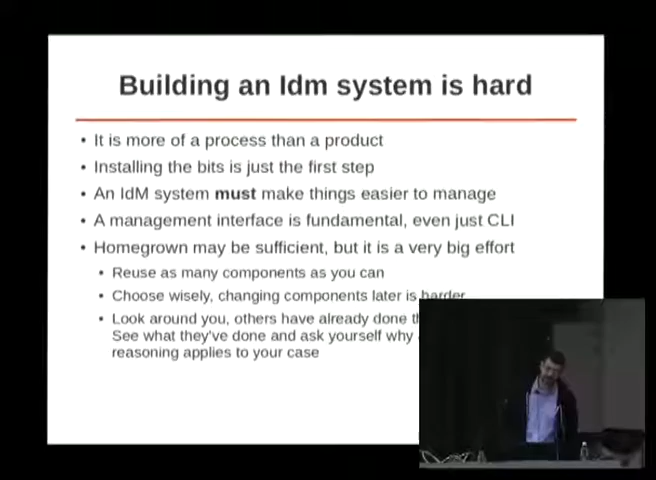 Building an Idm system is hard
• It is more of a process than a product
• Installing the bits is just the first step
• An IdM system must make things easier to manage
• A management interface is fundamental, even just CLI
• Homegrown may be sufficient, but it is a very big effort
• Reuse as many components as you can
• Choose wisely, changing components later is harder
• Look around you, others have already done
See what they've done and ask yourself why
reasoning applies to your case